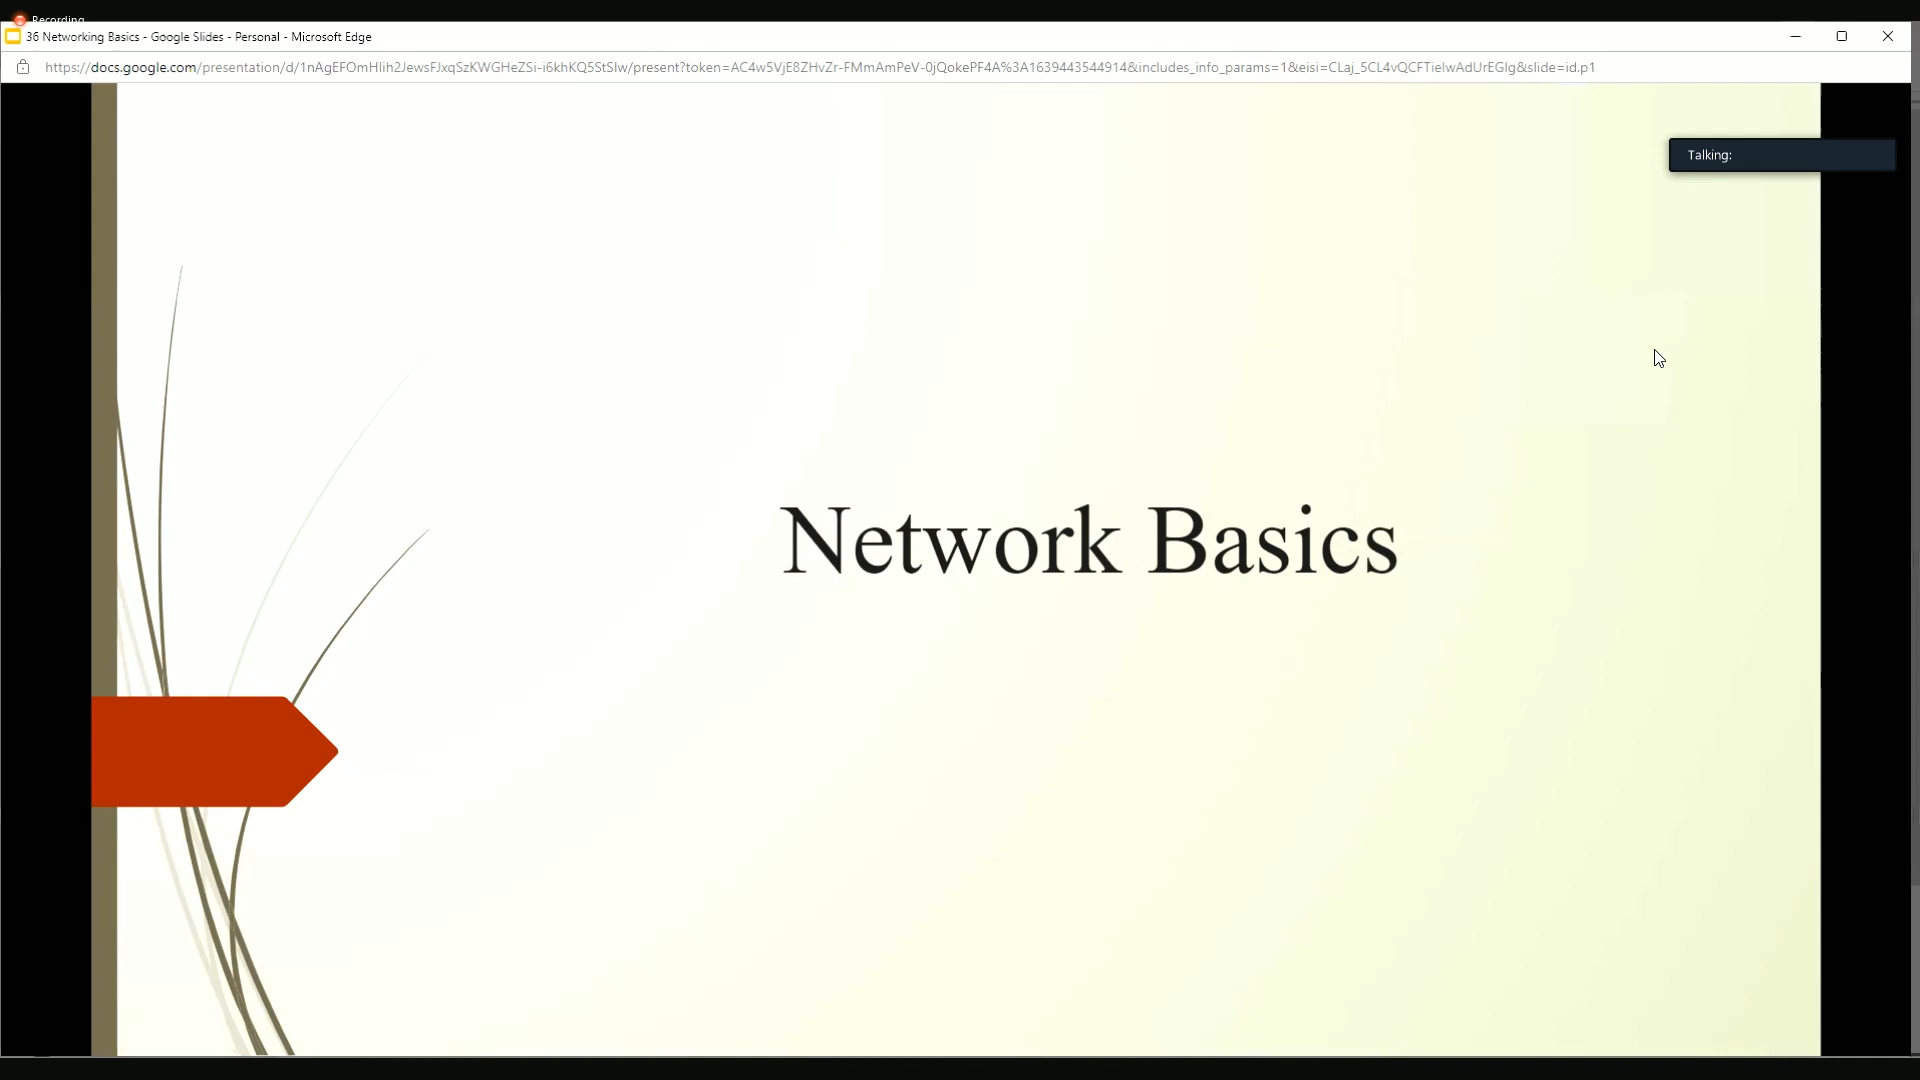 Recording
36 Networking Basics - Google Slides - Personal - Microsoft Edge
https://docs.google.com/presentation/d/1nAgEFOmHlih2JewsFJxqSzKWGHeZSi-i6khKQ5StSlw/present?token=AC4w5VjE8ZHvZr-FMmAmPeV-0jQokePF4A%3A1639443544914&includes_info_params=1&eisi=CLaj_5CL4vQCFTielwAdUrEGIg&slide=id.p1
Talking:
Network Basics